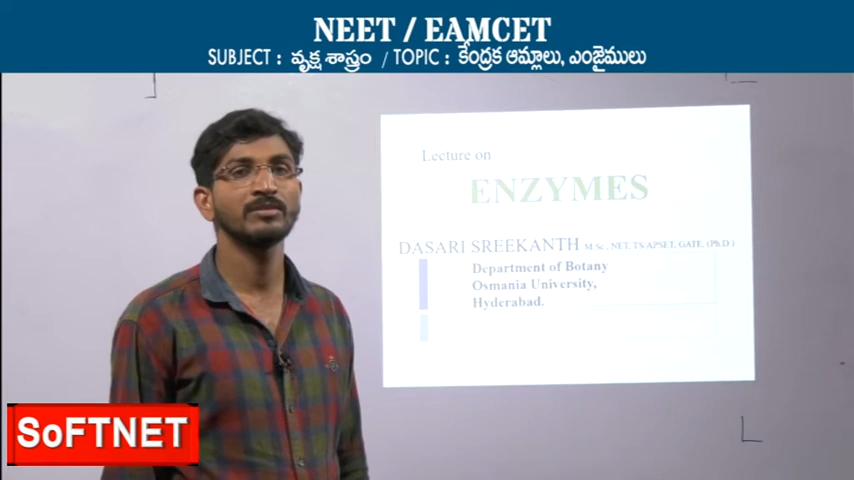 NEET / EAMCET
SUBJECT : వృక్ష శాస్త్రం / TOPIC : కేంద్రక ఆమ్లాలు, ఎంజైములు
Lecture on
ENZYMES
DASARI SREEKANTH M.Sc., NET, TS/APSET, GATE, (Ph.D)
Department of Botany
Osmania University,
Hyderabad.
SoFTNET